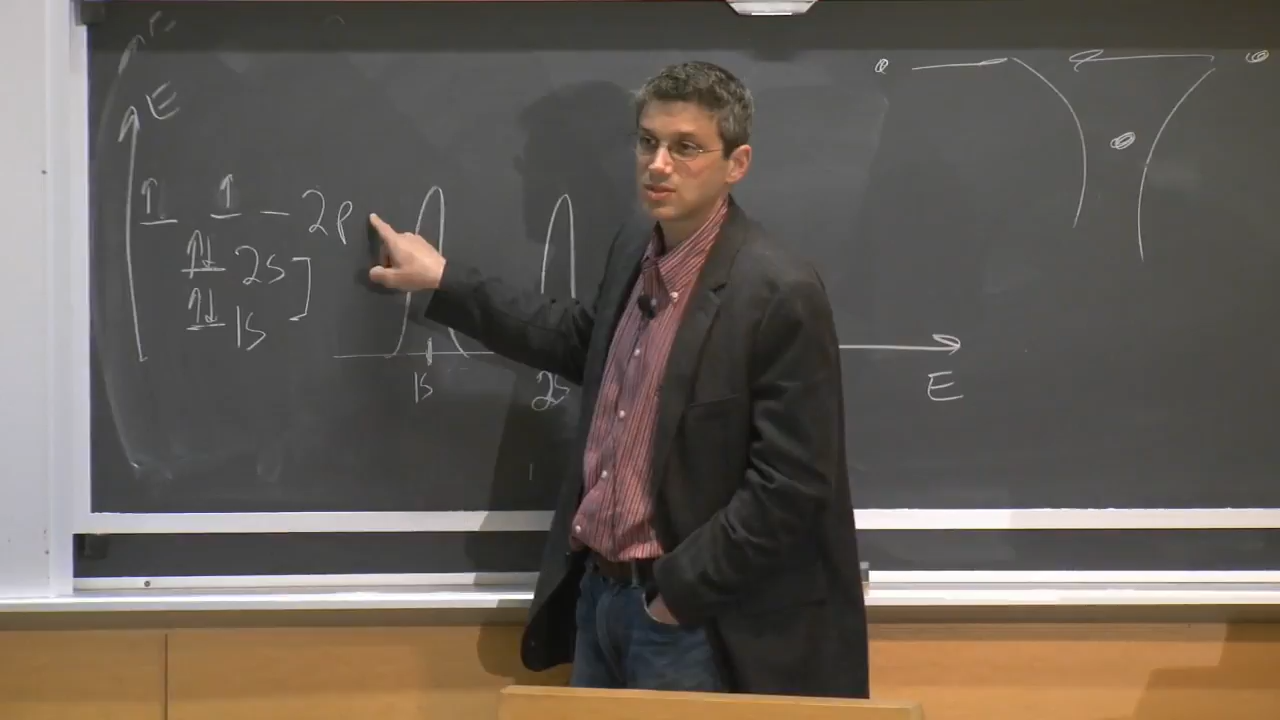 E
↑ ↑ — 2p
↑↓ 2s
↑↓ 1s
1s 2s
E